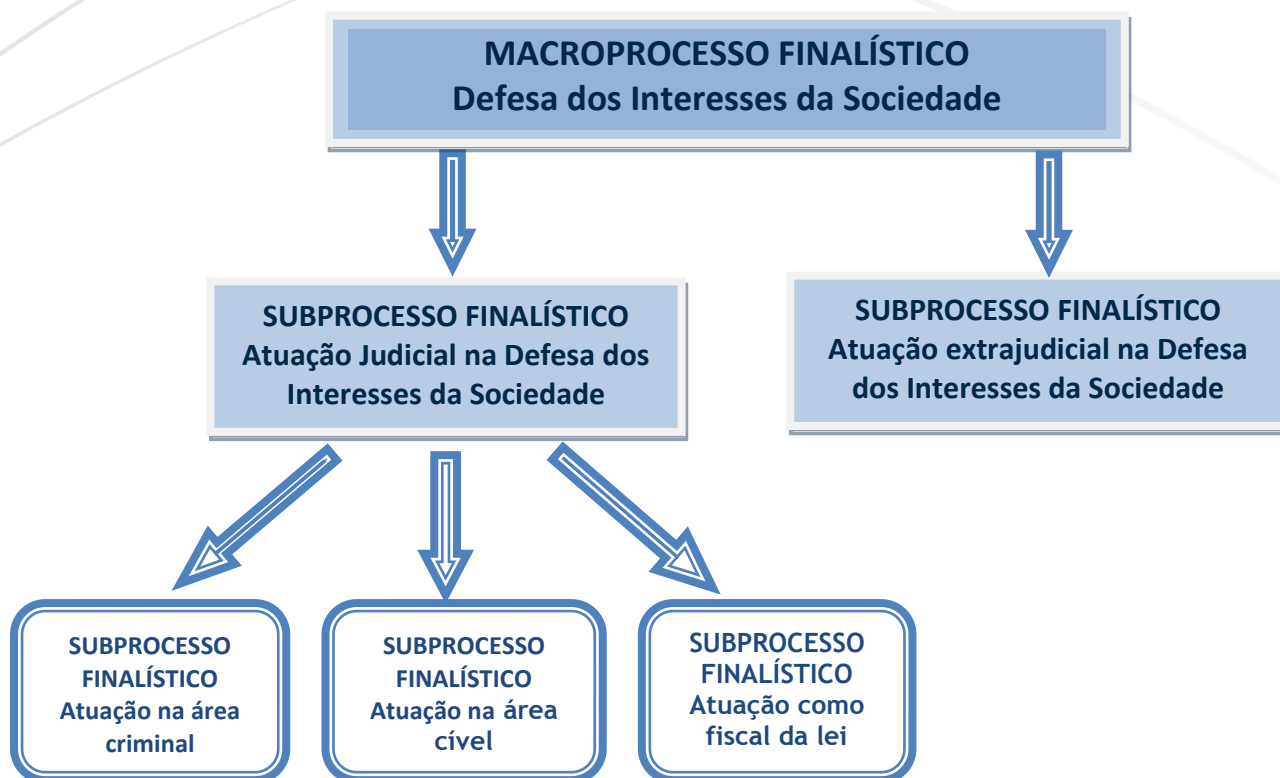 MACROPROCESSO FINALÍSTICO
Defesa dos Interesses da Sociedade
SUBPROCESSO FINALÍSTICO
Atuação Judicial na Defesa dos
Interesses da Sociedade
SUBPROCESSO FINALÍSTICO
Atuação extrajudicial na Defesa
dos Interesses da Sociedade
SUBPROCESSO
FINALÍSTICO
Atuação na área
criminal
SUBPROCESSO
FINALÍSTICO
Atuação na área
cível
SUBPROCESSO
FINALÍSTICO
Atuação como
fiscal da lei